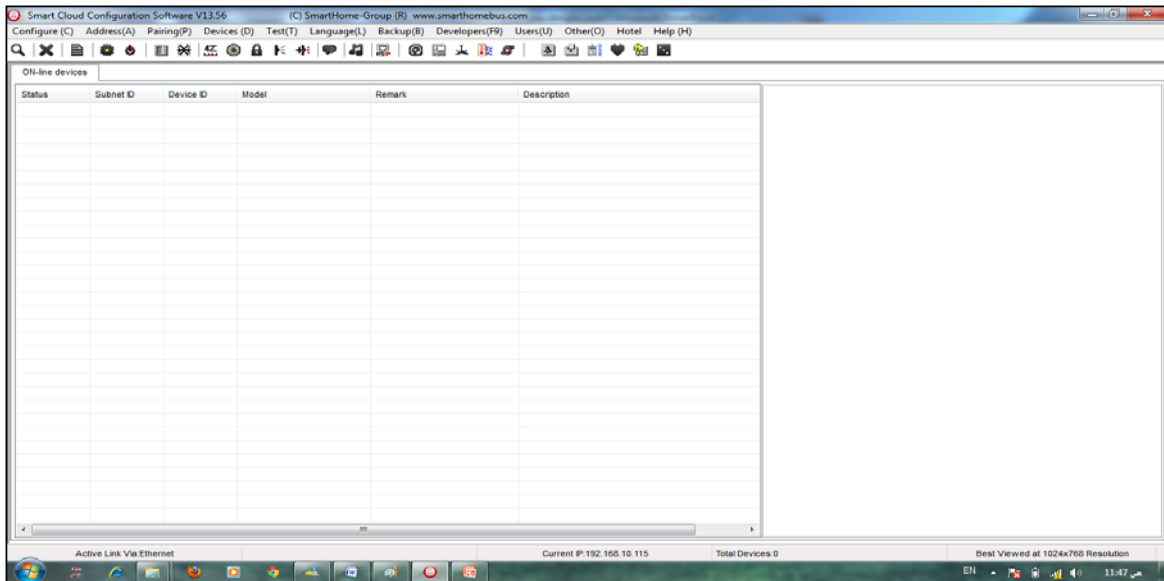 Smart Cloud Configuration Software V13.56 (C) SmartHome-Group (R) www.smarthomebus.com
Configure (C) Address(A) Pairing(P) Devices (D) Test(T) Language(L) Backup(B) Developers(F9) Users(U) Other(O) Hotel Help (H)
ON-line devices
Status Subnet ID Device ID Model Remark Description
Active Link Via:Ethernet Current IP:192.168.10.115 Total Devices:0 Best Viewed at 1024x768 Resolution
EN 11:47 ص